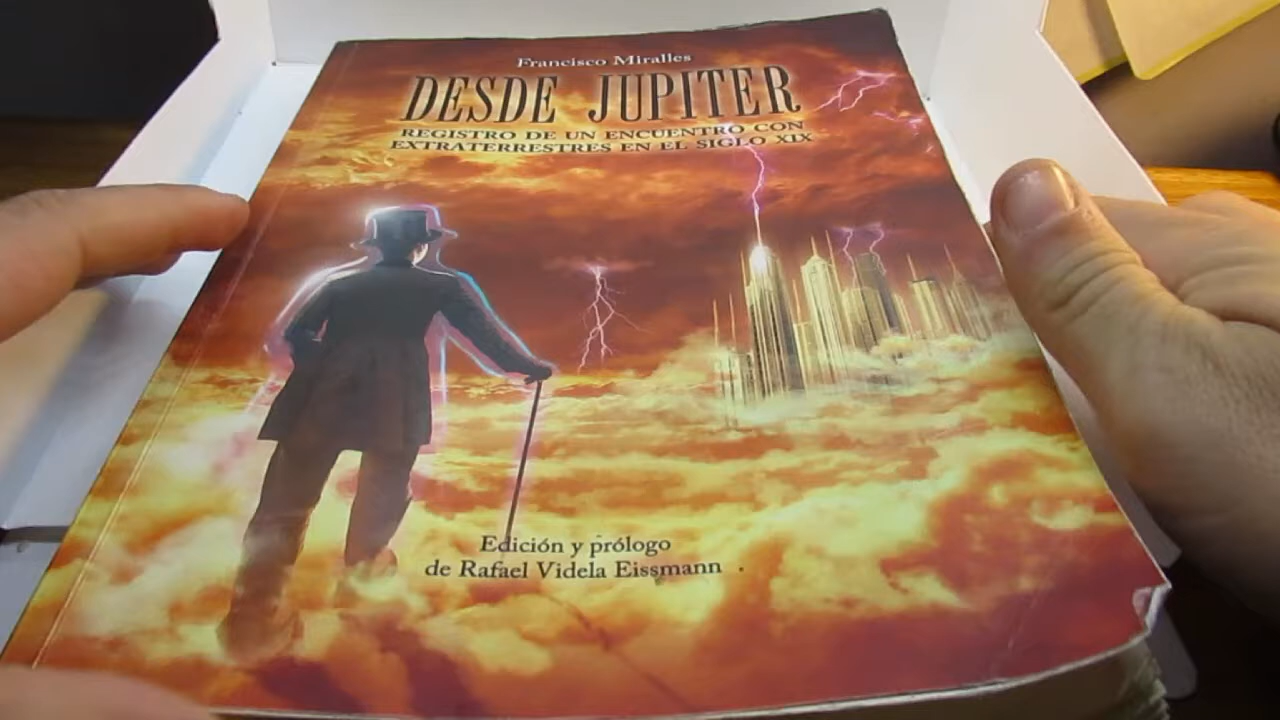 Francisco Miralles
DESDE JUPITER
REGISTRO DE UN ENCUENTRO CON
EXTRATERRESTRES EN EL SIGLO XIX
Edición y prólogo
de Rafael Videla Eissmann